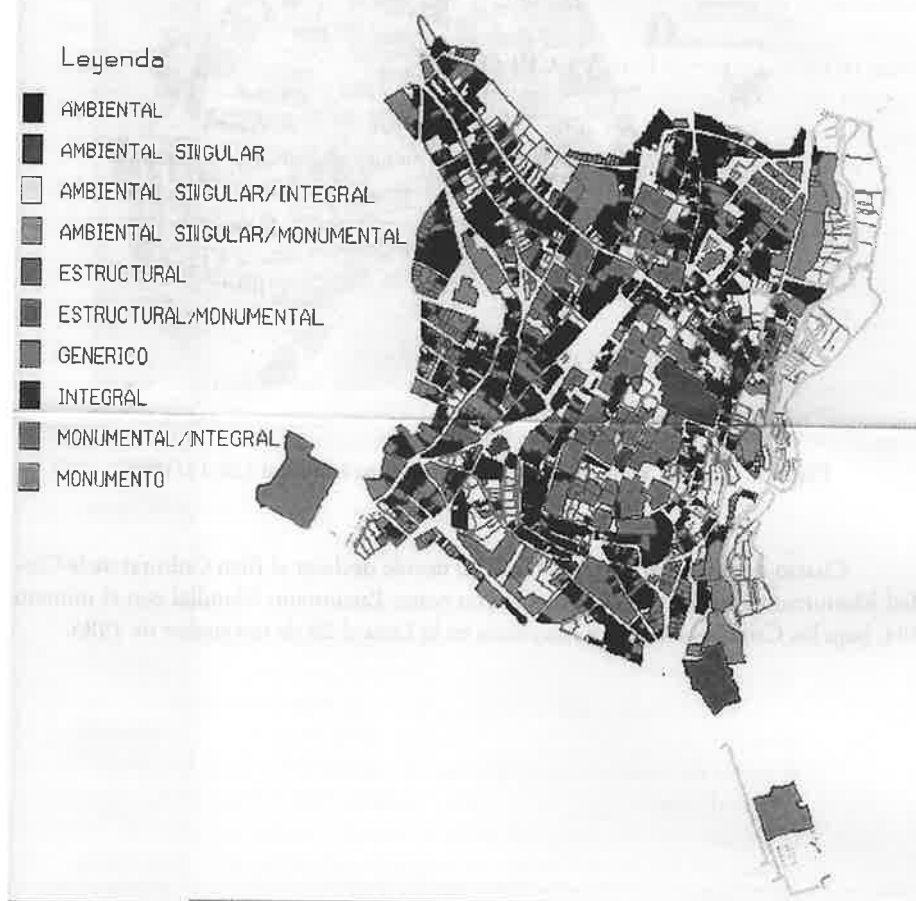 Leyenda
AMBIENTAL
AMBIENTAL SINGULAR
AMBIENTAL SINGULAR/INTEGRAL
AMBIENTAL SINGULAR/MONUMENTAL
ESTRUCTURAL
ESTRUCTURAL/MONUMENTAL
GENERICO
INTEGRAL
MONUMENTAL/INTEGRAL
MONUMENTO